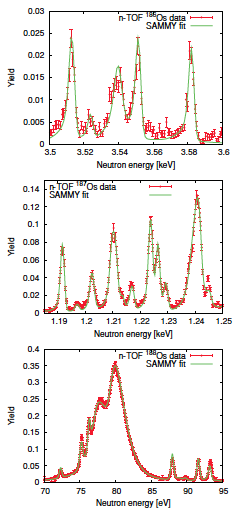 0.03
n-TOF 186Os data
SAMMY fit
0.025
0.02
0.015
0.01
0.005
0
Yield
3.5 3.52 3.54 3.56 3.58 3.6
Neutron energy [keV]
n-TOF 187Os data
SAMMY fit
0.14
0.12
0.1
0.08
0.06
0.04
0.02
0
Yield
1.19 1.2 1.21 1.22 1.23 1.24 1.25
Neutron energy [keV]
0.4
n-TOF 188Os data
SAMMY fit
0.35
0.3
0.25
0.2
0.15
0.1
0.05
0
Yield
70 75 80 85 90 95
Neutron energy [eV]